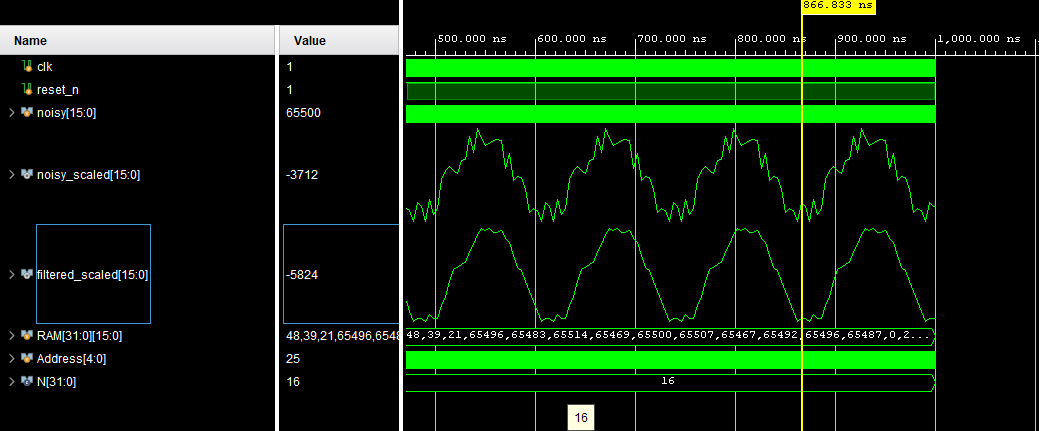 866.833 ns
Name Value 500.000 ns 600.000 ns 700.000 ns 800.000 ns 900.000 ns 1,000.000 ns
clk 1
reset_n 1
noisy[15:0] 65500
noisy_scaled[15:0] -3712
filtered_scaled[15:0] -5824
RAM[31:0][15:0] 48,39,21,65496,6548 48,39,21,65496,65483,65514,65469,65500,65507,65467,65492,65496,65487,0,2...
Address[4:0] 25
N[31:0] 16 16
16